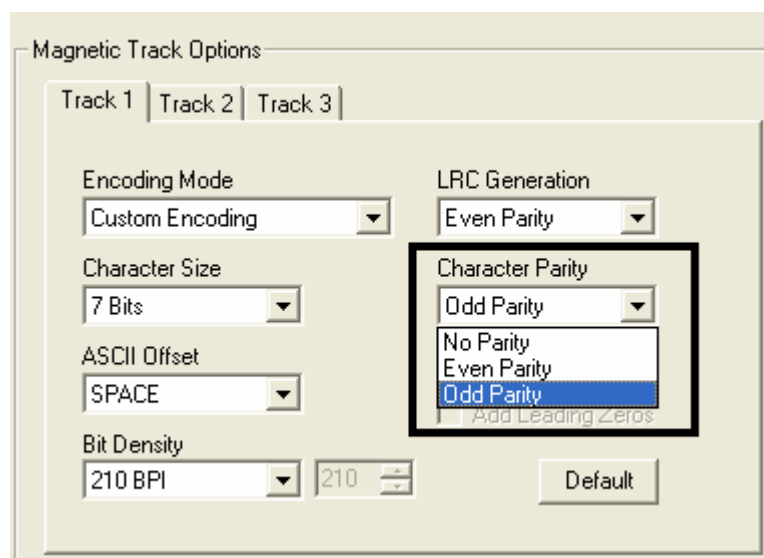 Magnetic Track Options
Track 1 Track 2 Track 3
Encoding Mode
Custom Encoding
LRC Generation
Even Parity
Character Size
7 Bits
Character Parity
Odd Parity
No Parity
Even Parity
Odd Parity
Add Leading Zeros
ASCII Offset
SPACE
Bit Density
210 BPI
210
Default